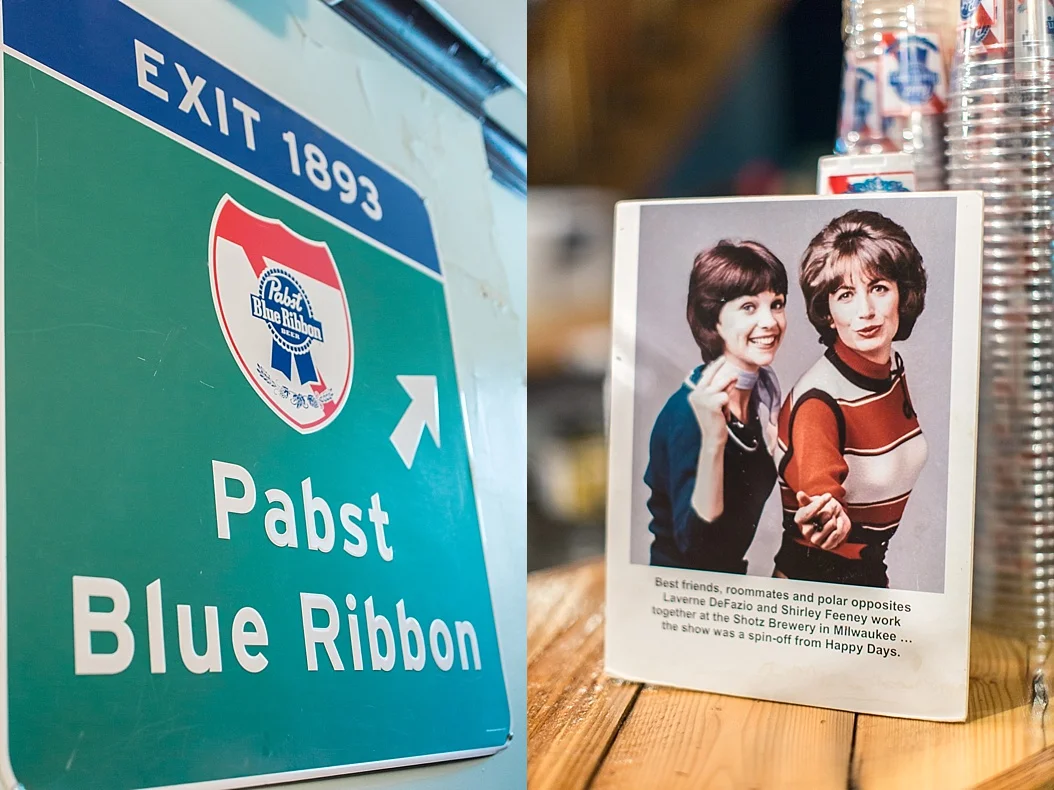 EXIT 1893
Pabst
Blue Ribbon
BEER
Pabst
Blue Ribbon
Best friends, roommates and polar opposites
Laverne DeFazio and Shirley Feeney work
together at the Shotz Brewery in MIlwaukee ...
the show was a spin-off from Happy Days.